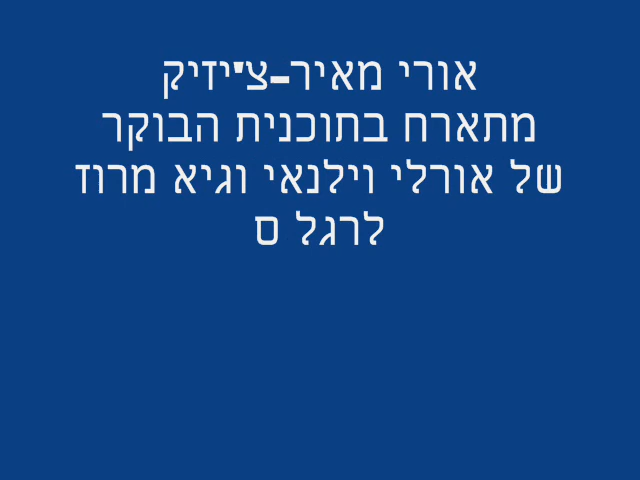 אורי מאיר-צ'יזיק
מתארח בתוכנית הבוקר
של אורלי וילנאי וגיא מרוז
לרגל ס